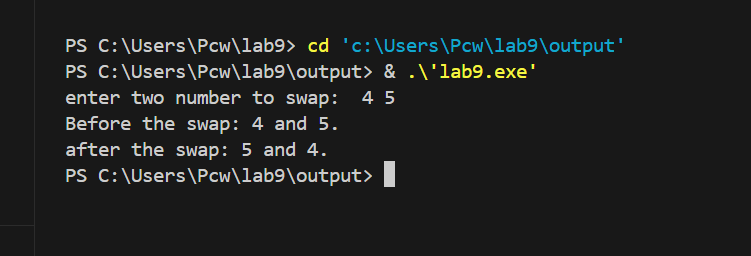 PS C:\Users\Pcw\lab9> cd 'c:\Users\Pcw\lab9\output'
PS C:\Users\Pcw\lab9\output> & .\'lab9.exe'
enter two number to swap:  4 5
Before the swap: 4 and 5.
after the swap: 5 and 4.
PS C:\Users\Pcw\lab9\output>